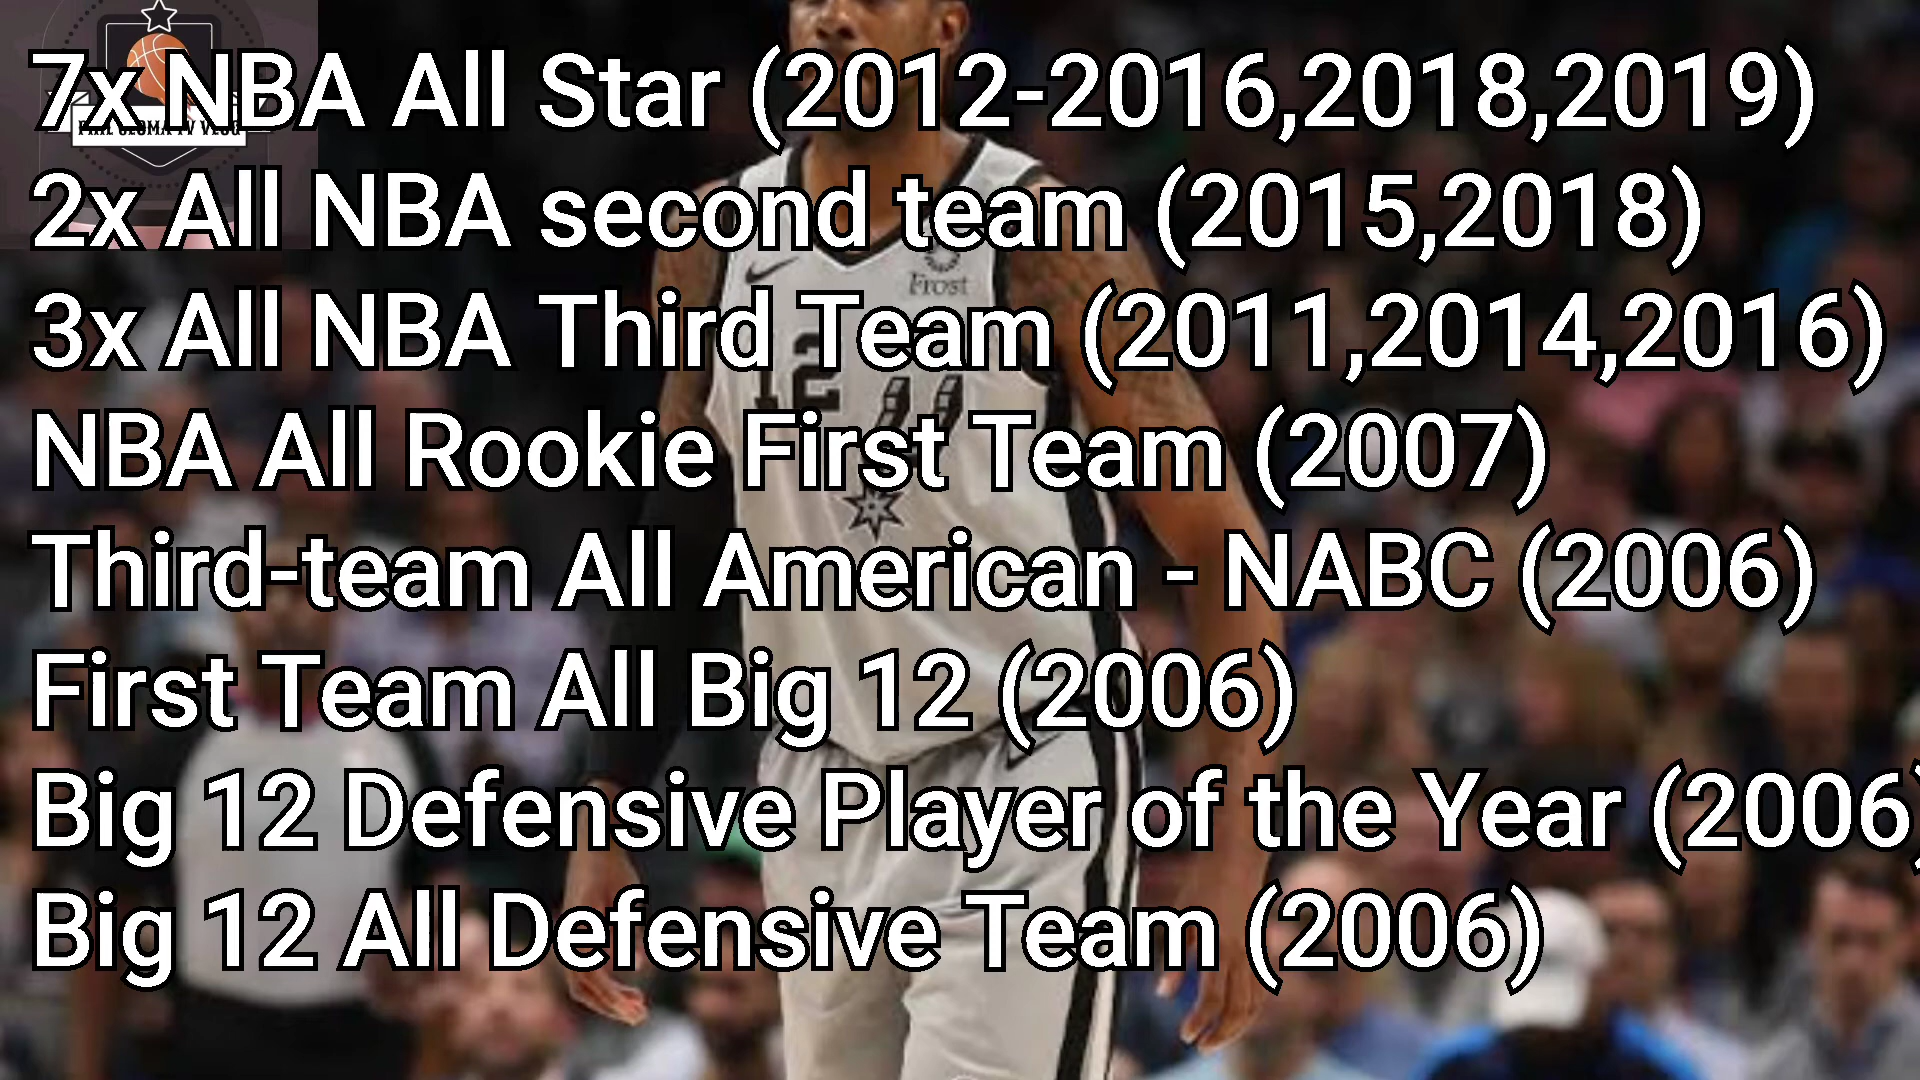 7x NBA All Star (2012-2016,2018,2019)
2x All NBA second team (2015,2018)
3x All NBA Third Team (2011,2014,2016)
NBA All Rookie First Team (2007)
Third-team All American - NABC (2006)
First Team All Big 12 (2006)
Big 12 Defensive Player of the Year (2006)
Big 12 All Defensive Team (2006)
Frost
12